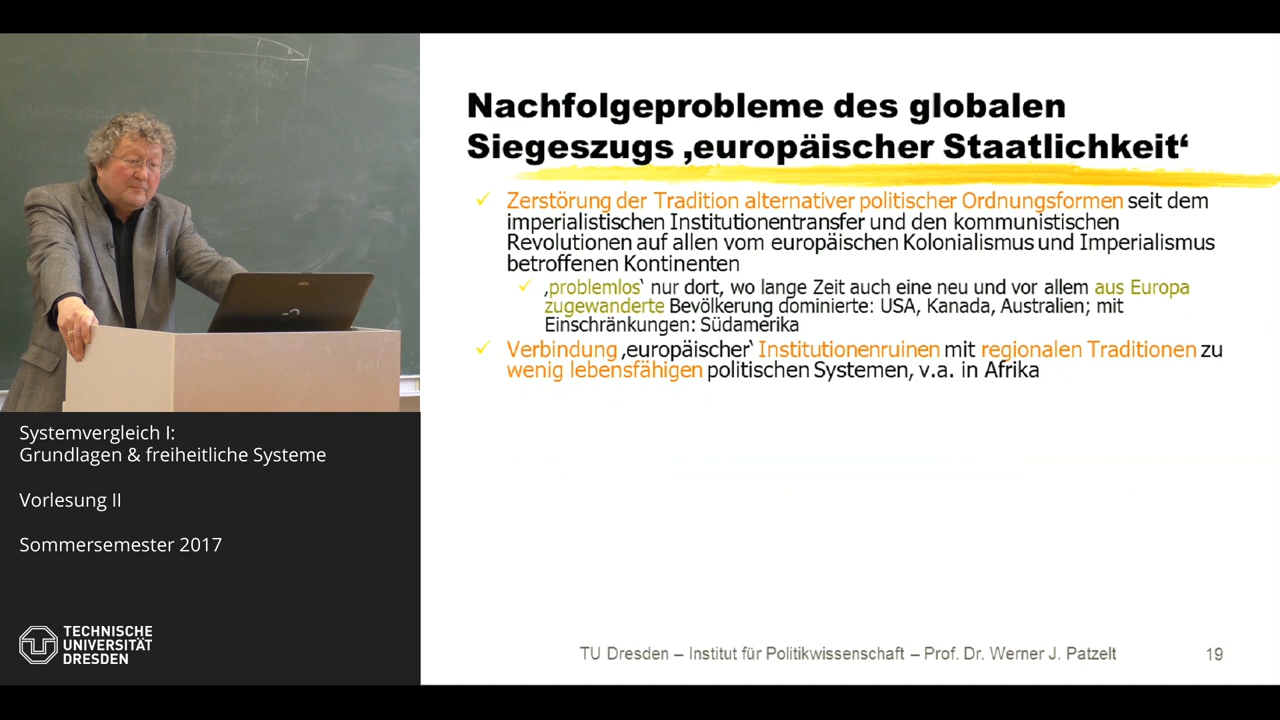 Nachfolgeprobleme des globalen
Siegeszugs ‚europäischer Staatlichkeit‘
Zerstörung der Tradition alternativer politischer Ordnungsformen seit dem
imperialistischen Institutionentransfer und den kommunistischen
Revolutionen auf allen vom europäischen Kolonialismus und Imperialismus
betroffenen Kontinenten
‚problemlos‘ nur dort, wo lange Zeit auch eine neu und vor allem aus Europa
zugewanderte Bevölkerung dominierte: USA, Kanada, Australien; mit
Einschränkungen: Südamerika
Verbindung ‚europäischer‘ Institutionenruinen mit regionalen Traditionen zu
wenig lebensfähigen politischen Systemen, v.a. in Afrika
Systemvergleich I:
Grundlagen & freiheitliche Systeme
Vorlesung II
Sommersemester 2017
TECHNISCHE
UNIVERSITÄT
DRESDEN
TU Dresden – Institut für Politikwissenschaft – Prof. Dr. Werner J. Patzelt
19